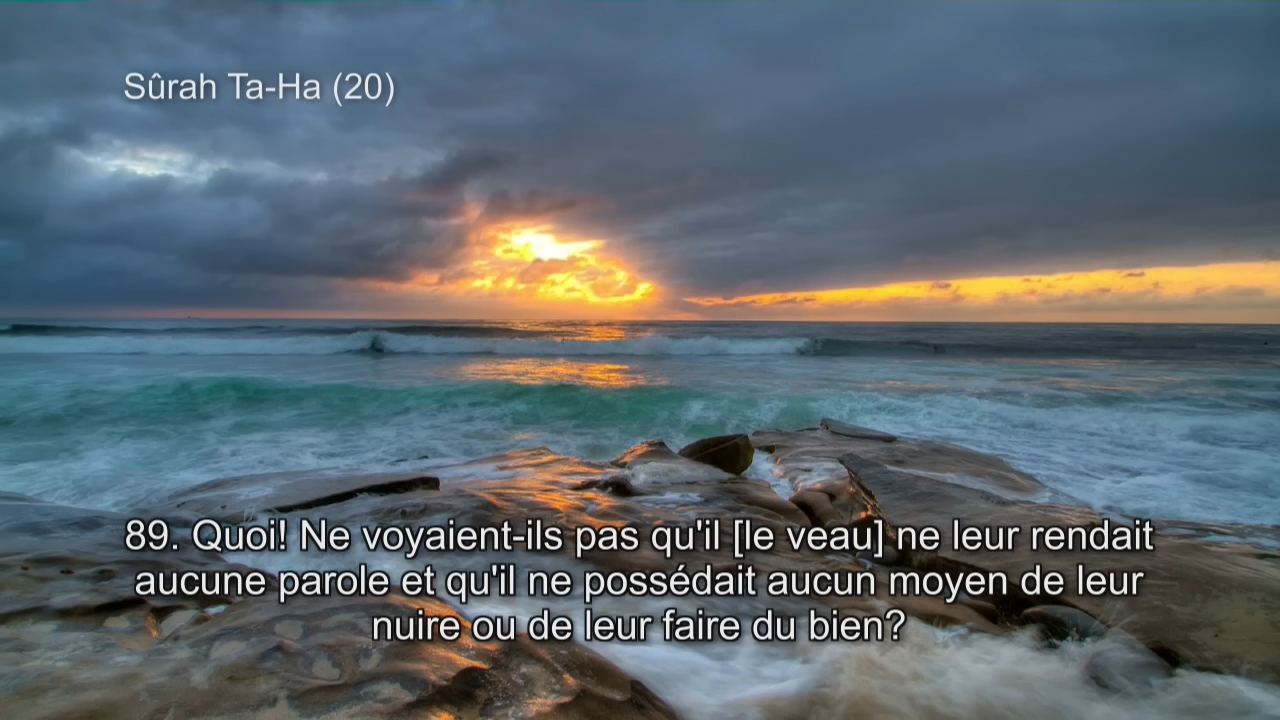 Sûrah Ta-Ha (20)
89. Quoi! Ne voyaient-ils pas qu'il [le veau] ne leur rendait
aucune parole et qu'il ne possédait aucun moyen de leur
nuire ou de leur faire du bien?